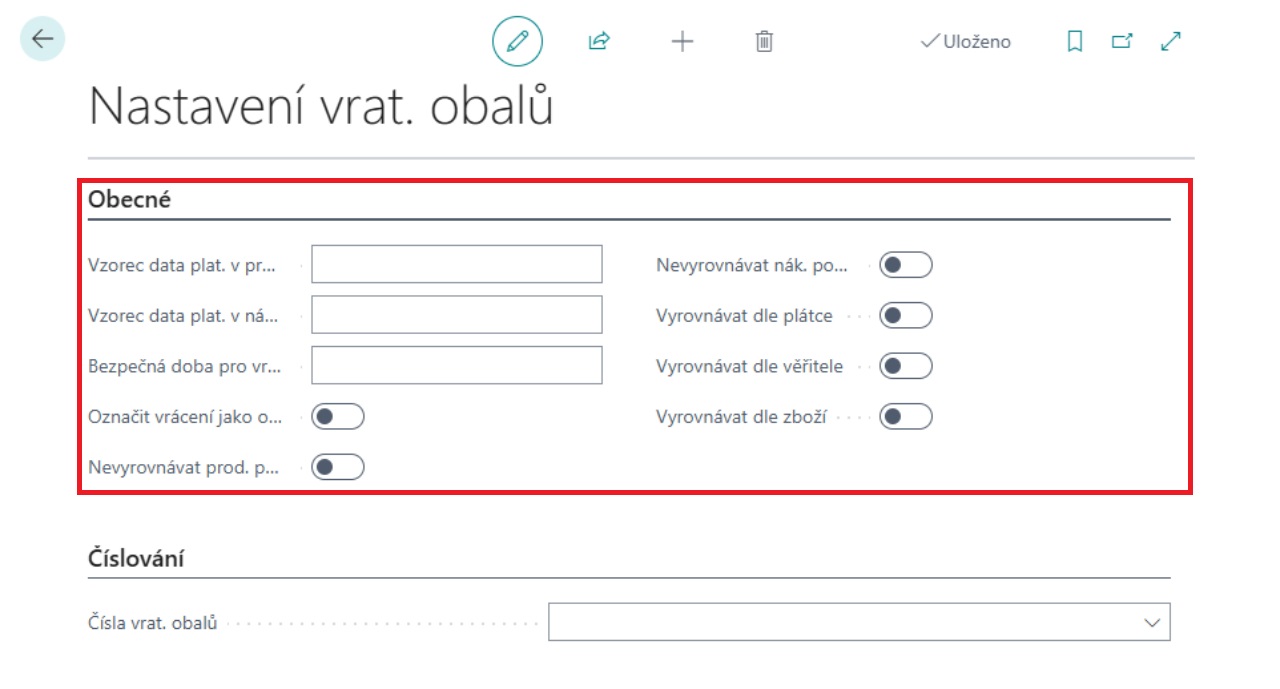 Uloženo
Nastavení vrat. obalů
Obecné
Vzorec data plat. v pr...
Vzorec data plat. v ná...
Bezpečná doba pro vr...
Označit vrácení jako o...
Nevyrovnávat prod. p...
Nevyrovnávat nák. po...
Vyrovnávat dle plátce
Vyrovnávat dle věřitele
Vyrovnávat dle zboží
Číslování
Čísla vrat. obalů